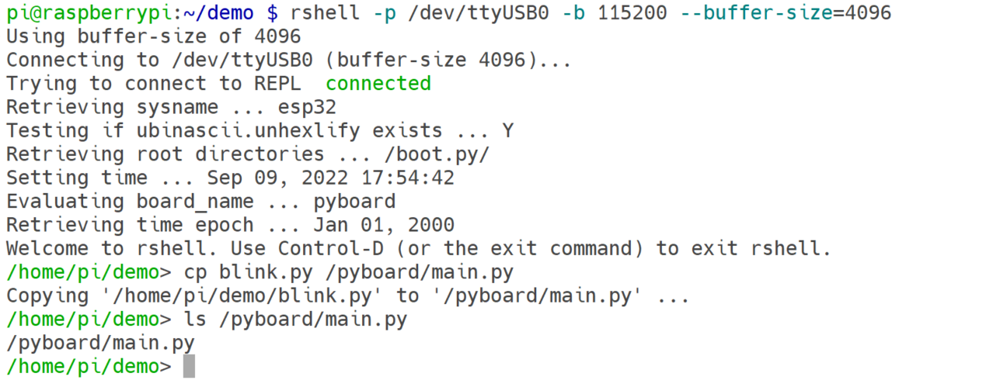 pi@raspberrypi:~/demo $ rshell -p /dev/ttyUSB0 -b 115200 --buffer-size=4096
Using buffer-size of 4096
Connecting to /dev/ttyUSB0 (buffer-size 4096)...
Trying to connect to REPL  connected
Retrieving sysname ... esp32
Testing if ubinascii.unhexlify exists ... Y
Retrieving root directories ... /boot.py/
Setting time ... Sep 09, 2022 17:54:42
Evaluating board_name ... pyboard
Retrieving time epoch ... Jan 01, 2000
Welcome to rshell. Use Control-D (or the exit command) to exit rshell.
/home/pi/demo> cp blink.py /pyboard/main.py
Copying '/home/pi/demo/blink.py' to '/pyboard/main.py' ...
/home/pi/demo> ls /pyboard/main.py
/pyboard/main.py
/home/pi/demo>